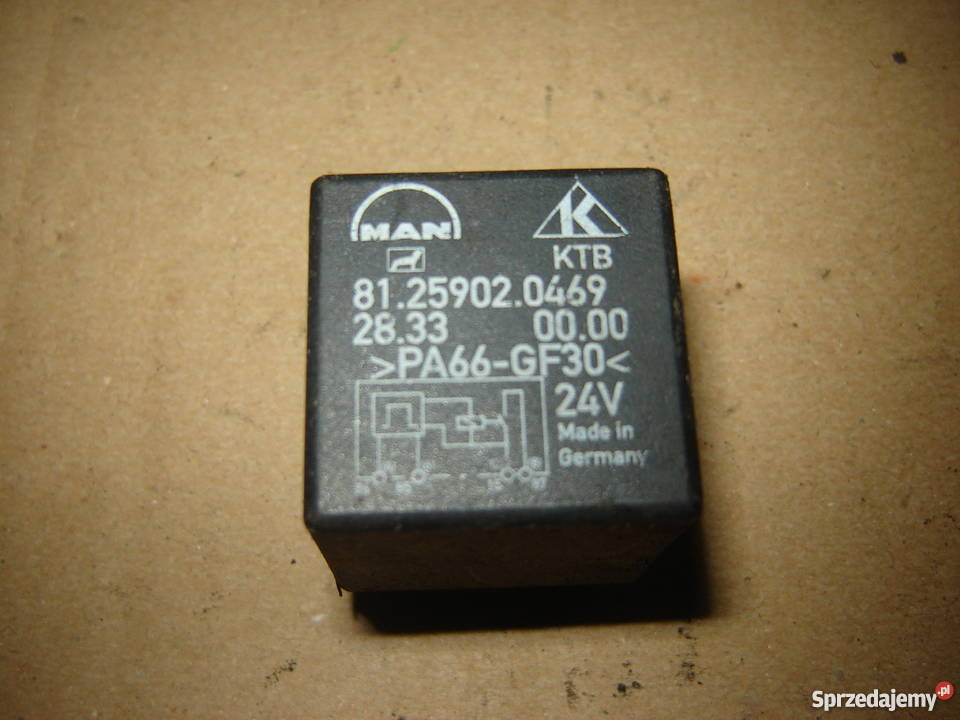 MAN
KTB
81.25902.0469
28.33 00.00
>PA66-GF30<
24V
Made in
Germany
Sprzedajemy.pl